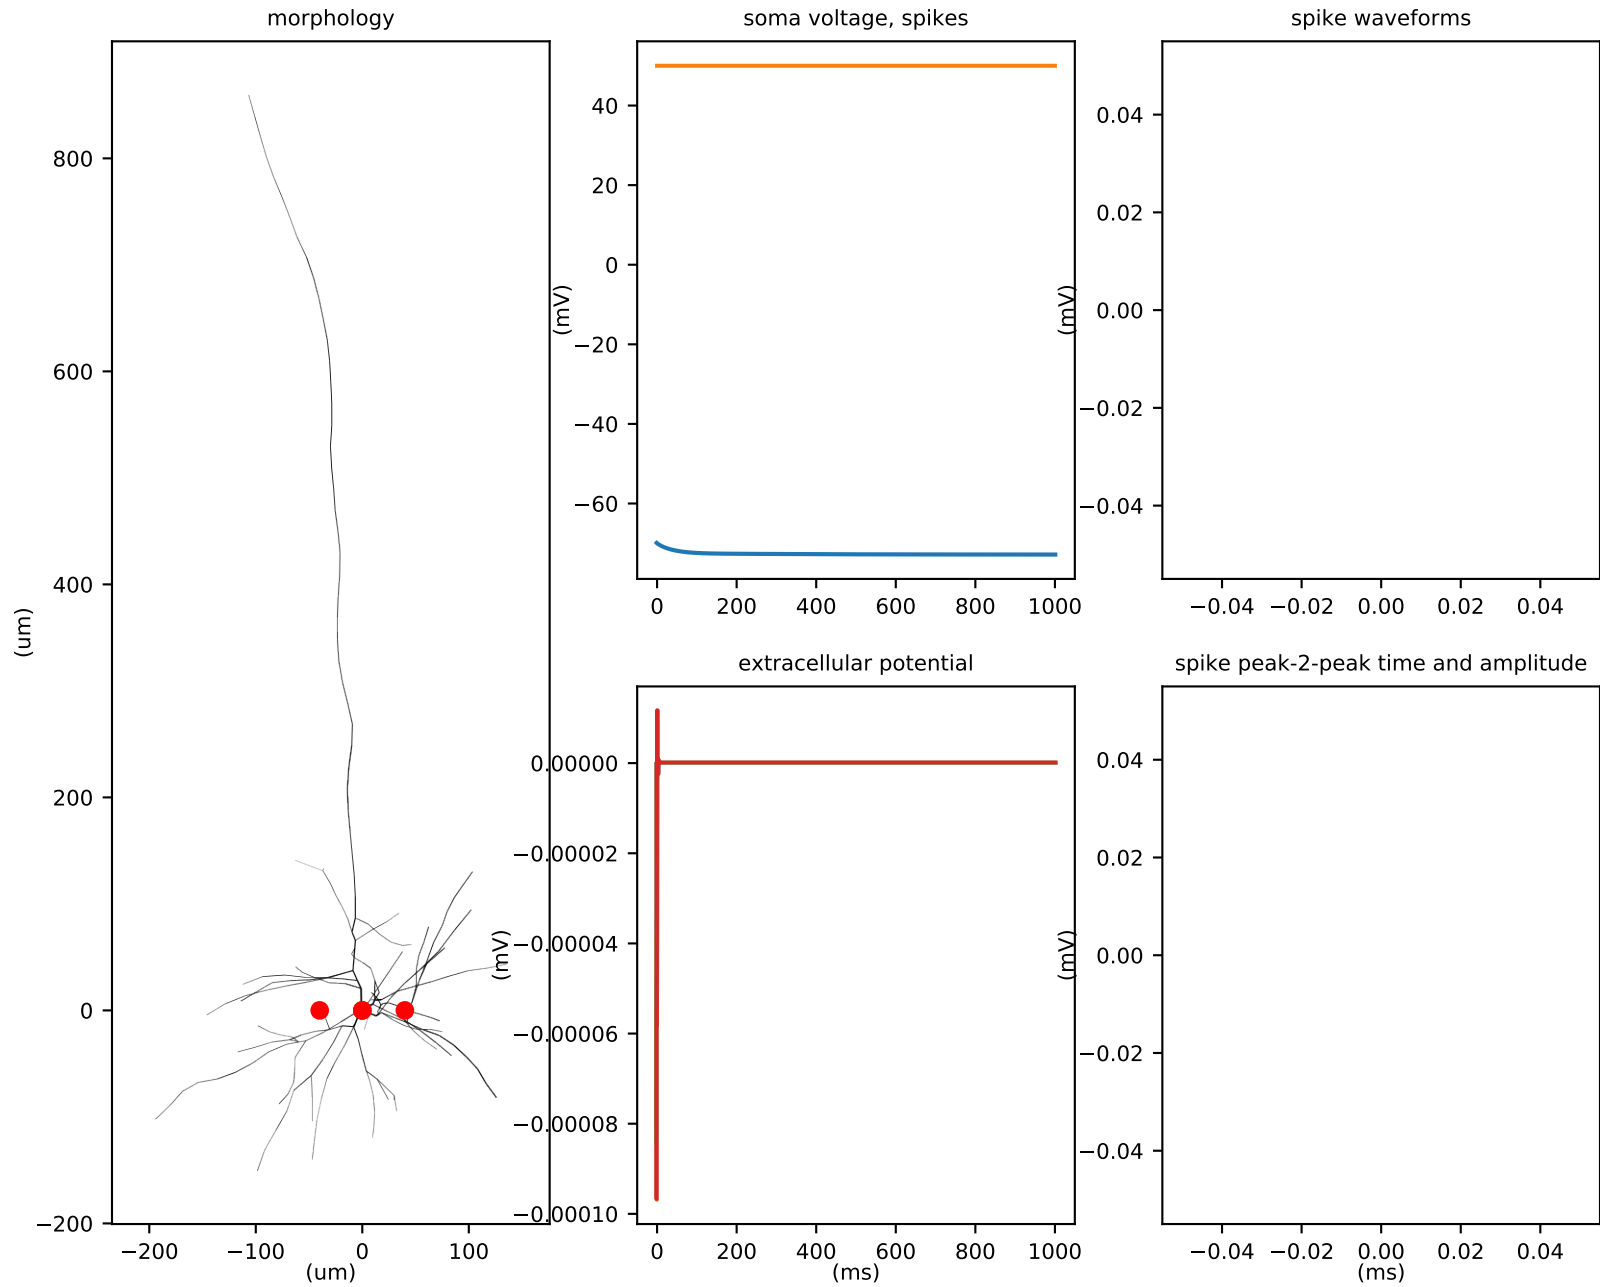 morphology
(um)
800
600
400
200
0
−200
−200 −100 0 100
(um)
soma voltage, spikes
(mV)
40
20
0
−20
−40
−60
0 200 400 600 800 1000
spike waveforms
(mV)
0.04
0.02
0.00
−0.02
−0.04
−0.04 −0.02 0.00 0.02 0.04
extracellular potential
(mV)
0.00000
−0.00002
−0.00004
−0.00006
−0.00008
−0.00010
0 200 400 600 800 1000
(ms)
spike peak-2-peak time and amplitude
(mV)
0.04
0.02
0.00
−0.02
−0.04
−0.04 −0.02 0.00 0.02 0.04
(ms)